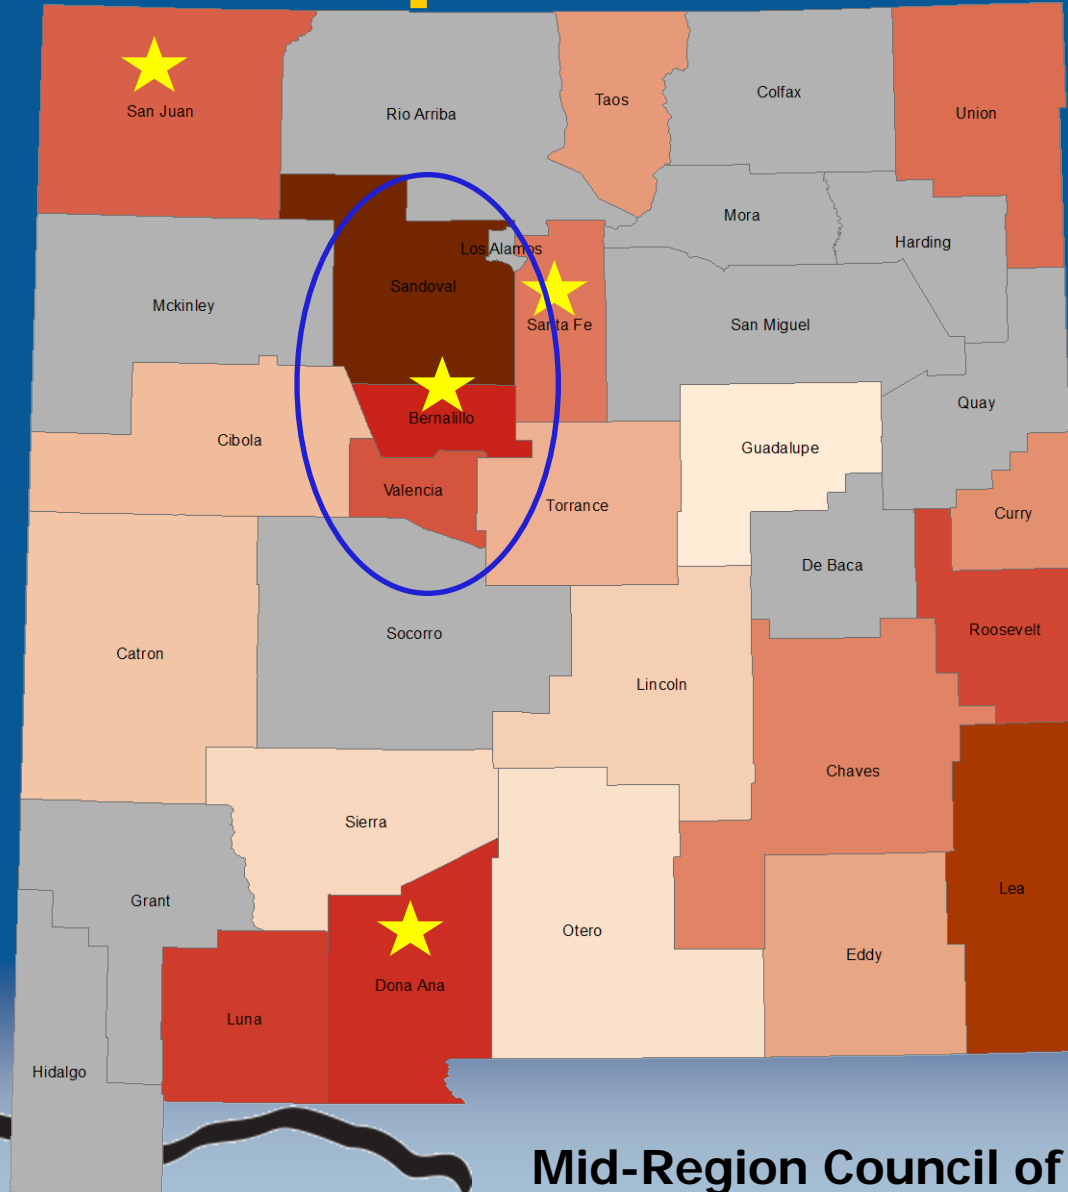 San Juan
Rio Arriba
Taos
Colfax
Union
Mora
Harding
Los Alamos
Sandoval
Mckinley
Santa Fe
San Miguel
Quay
Bernalillo
Cibola
Guadalupe
Valencia
Torrance
Curry
De Baca
Roosevelt
Socorro
Catron
Lincoln
Chaves
Sierra
Lea
Grant
Otero
Eddy
Dona Ana
Luna
Hidalgo
Mid-Region Council of